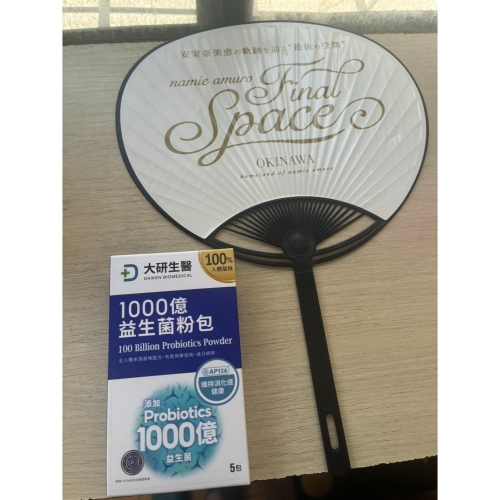 安室奈美恵の軌跡を辿る"最後の空間"
namie amuro Final
Space
OKINAWA
homeland of namie amuro
大研生醫
DAIKEN BIOMEDICAL
100%
人體菌株
1000億
益生菌粉包
100 Billion Probiotics Powder
AP126
維持消化道
健康
添加
Probiotics
1000億
益生菌
5包